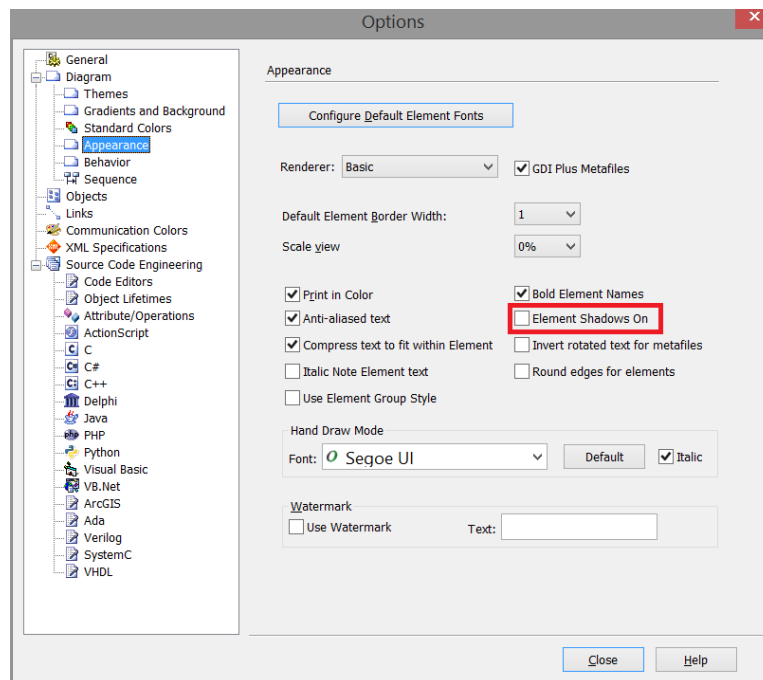 Options
General
Diagram
Themes
Gradients and Background
Standard Colors
Appearance
Behavior
Sequence
Objects
Links
Communication Colors
XML Specifications
Source Code Engineering
Code Editors
Object Lifetimes
Attribute/Operations
ActionScript
C
C#
C++
Delphi
Java
PHP
Python
Visual Basic
VB.Net
ArcGIS
Ada
Verilog
SystemC
VHDL
Appearance
Configure Default Element Fonts
Renderer: Basic GDI Plus Metafiles
Default Element Border Width: 1
Scale view 0%
Print in Color Bold Element Names
Anti-aliased text Element Shadows On
Compress text to fit within Element Invert rotated text for metafiles
Italic Note Element text Round edges for elements
Use Element Group Style
Hand Draw Mode
Font: O Segoe UI Default Italic
Watermark
Use Watermark Text:
Close Help